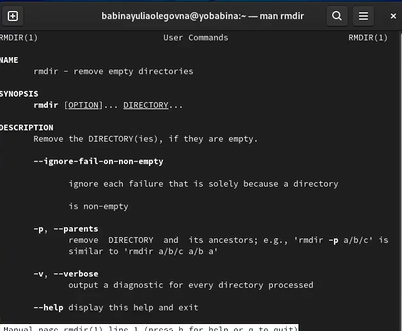 babinayuliaolegovna@yobabina:~ — man rmdir
RMDIR(1) User Commands RMDIR(1)
NAME
rmdir - remove empty directories
SYNOPSIS
rmdir [OPTION]... DIRECTORY...
DESCRIPTION
Remove the DIRECTORY(ies), if they are empty.
--ignore-fail-on-non-empty
ignore each failure that is solely because a directory
is non-empty
-p, --parents
remove DIRECTORY and its ancestors; e.g., 'rmdir -p a/b/c' is
similar to 'rmdir a/b/c a/b a'
-v, --verbose
output a diagnostic for every directory processed
--help display this help and exit
Manual page rmdir(1) line 1 (press h for help or q to quit)